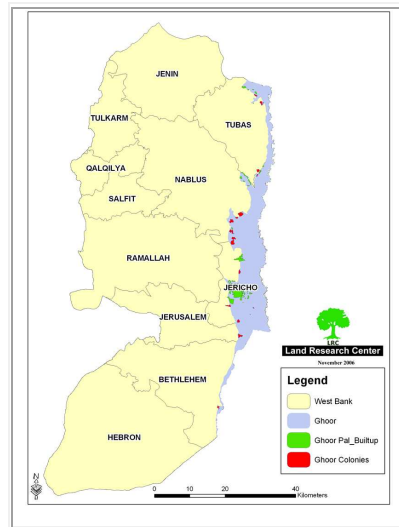 JENIN
TULKARM
TUBAS
QALQILYA
NABLUS
SALFIT
RAMALLAH
JERICHO
JERUSALEM
BETHLEHEM
HEBRON
LRC
Land Research Center
November 2006
Legend
West Bank
Ghoor
Ghoor Pal_Builtup
Ghoor Colonies
N
0 10 20 40
Kilometers